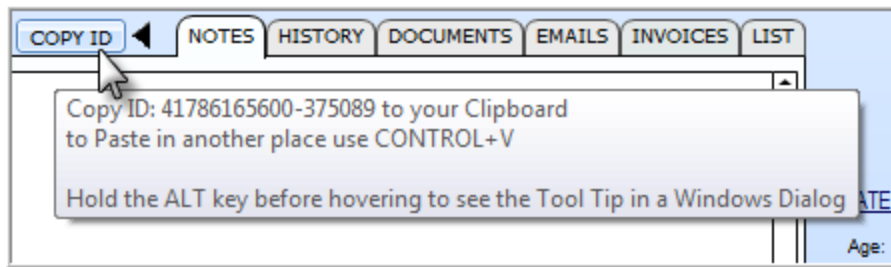 COPY ID NOTES HISTORY DOCUMENTS EMAILS INVOICES LIST
Copy ID: 41786165600-375089 to your Clipboard
to Paste in another place use CONTROL+V
Hold the ALT key before hovering to see the Tool Tip in a Windows Dialog
Age: